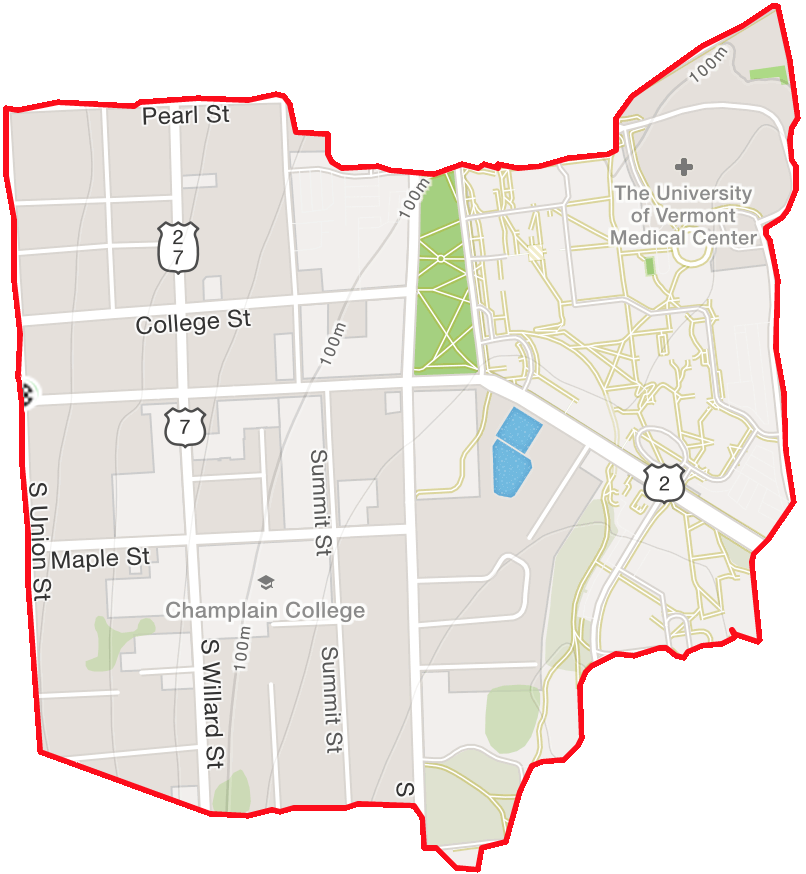 100m
Pearl St
The University
of Vermont
Medical Center
100m
2
7
College St
100m
7
Summit St
2
S Union St
Maple St
Champlain College
100m
S Willard St
Summit St
S